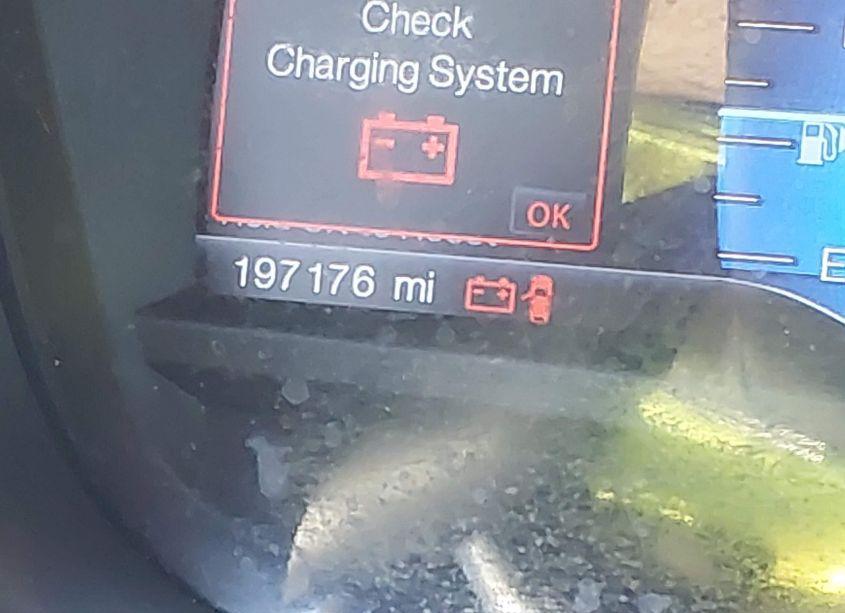 Check
Charging System
OK
197176 mi
E